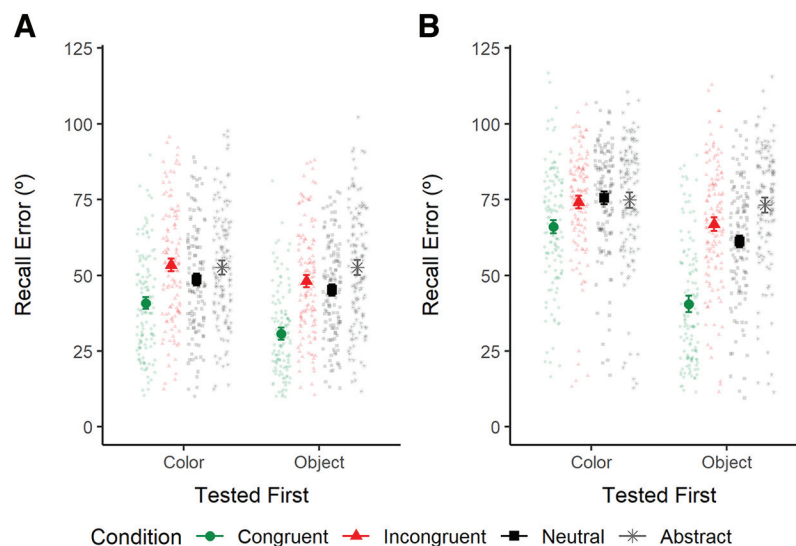 A
B
125
100
75
50
25
0
Recall Error (º)
Color
Object
Tested First
125
100
75
50
25
0
Recall Error (º)
Color
Object
Tested First
Condition Congruent Incongruent Neutral Abstract